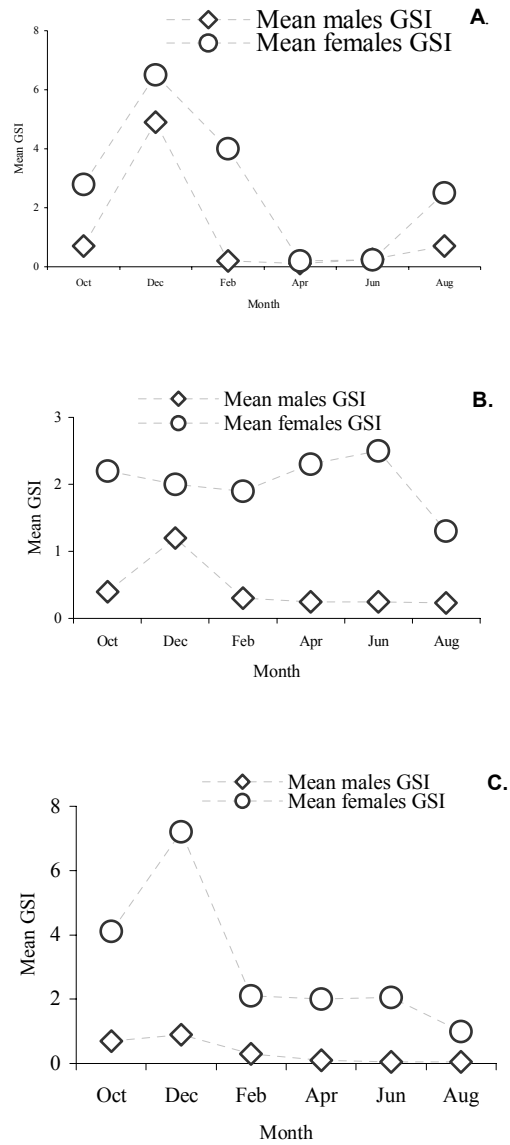 Mean males GSI
A.
Mean females GSI
8
6
4
2
0
Mean GSI
Oct Dec Feb Apr Jun Aug
Month
Mean males GSI
B.
Mean females GSI
3
2
1
0
Mean GSI
Oct Dec Feb Apr Jun Aug
Month
Mean males GSI
C.
Mean females GSI
8
6
4
2
0
Mean GSI
Oct Dec Feb Apr Jun Aug
Month